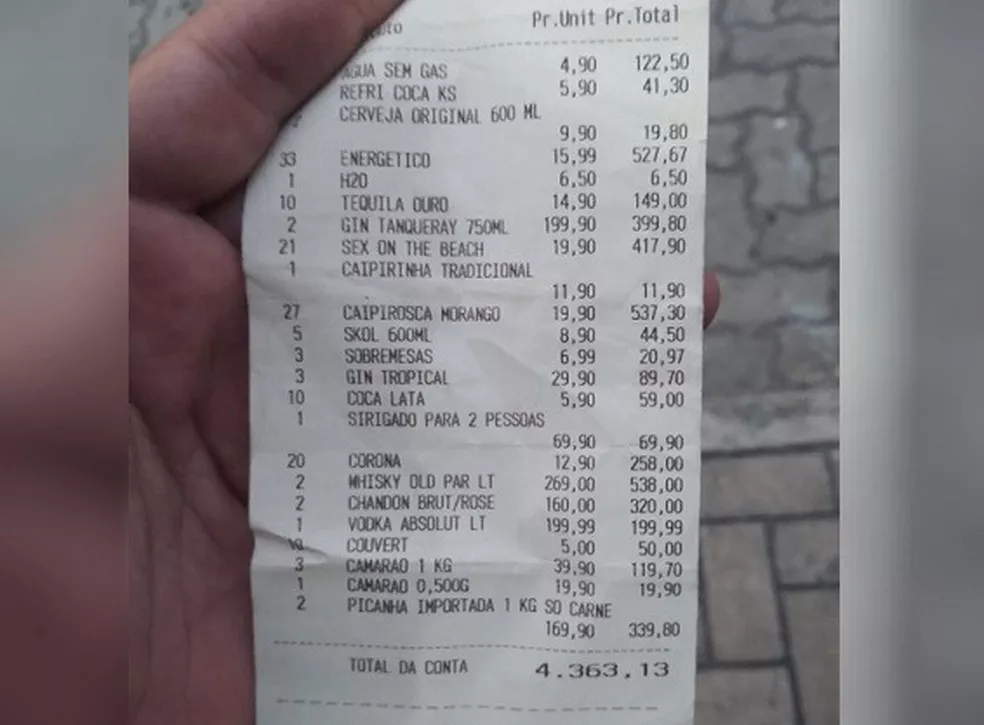 Pr.Unit Pr.Total
AGUA SEM GAS 4,90 122,50
REFRI COCA KS 5,90 41,30
CERVEJA ORIGINAL 600 ML
9,90 19,80
33 ENERGETICO 15,99 527,67
1 H2O 6,50 6,50
10 TEQUILA OURO 14,90 149,00
2 GIN TANQUERAY 750ML 199,90 399,80
21 SEX ON THE BEACH 19,90 417,90
1 CAIPIRINHA TRADICIONAL
11,90 11,90
27 CAIPIROSCA MORANGO 19,90 537,30
5 SKOL 600ML 8,90 44,50
3 SOBREMESAS 6,99 20,97
3 GIN TROPICAL 29,90 89,70
10 COCA LATA 5,90 59,00
1 SIRIGADO PARA 2 PESSOAS
69,90 69,90
20 CORONA 12,90 258,00
2 WHISKY OLD PAR LT 269,00 538,00
2 CHANDON BRUT/ROSE 160,00 320,00
1 VODKA ABSOLUT LT 199,99 199,99
10 COUVERT 5,00 50,00
3 CAMARAO 1 KG 39,90 119,70
1 CAMARAO 0,500G 19,90 19,90
2 PICANHA IMPORTADA 1 KG SO CARNE
169,90 339,80
TOTAL DA CONTA 4.363,13